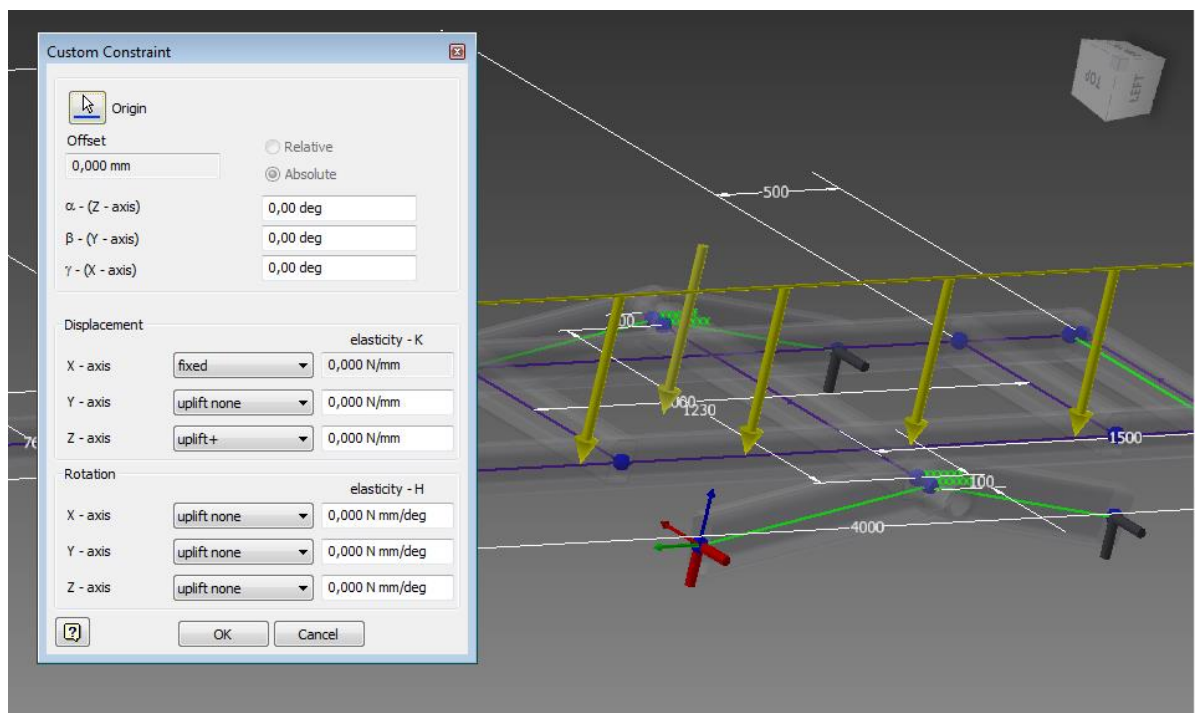 Custom Constraint
Origin
Offset
Relative
0,000 mm
Absolute
α - (Z - axis) 0,00 deg
β - (Y - axis) 0,00 deg
γ - (X - axis) 0,00 deg
Displacement
elasticity - K
X - axis fixed 0,000 N/mm
Y - axis uplift none 0,000 N/mm
Z - axis uplift+ 0,000 N/mm
Rotation
elasticity - H
X - axis uplift none 0,000 N mm/deg
Y - axis uplift none 0,000 N mm/deg
Z - axis uplift none 0,000 N mm/deg
OK Cancel
TOP
LEFT
500
1230
1500
100
4000